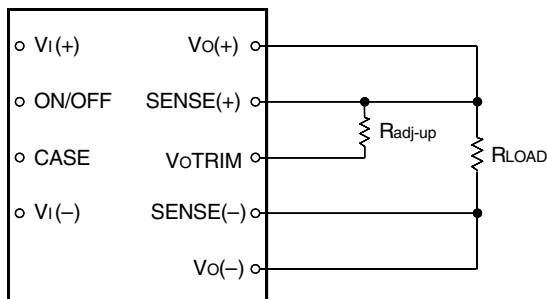 VI(+)
VO(+)
ON/OFF
SENSE(+)
Radj-up
CASE
VOTRIM
RLOAD
VI(–)
SENSE(–)
VO(–)